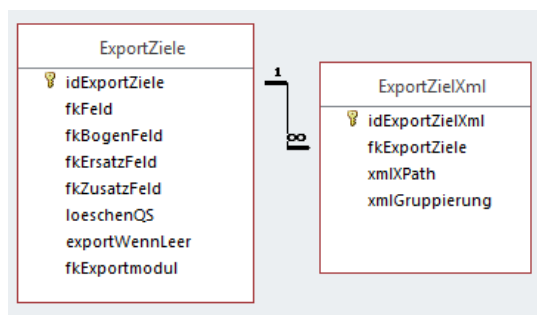 ExportZiele
idExportZiele
fkFeld
fkBogenFeld
fkErsatzFeld
fkZusatzFeld
loeschenQS
exportWennLeer
fkExportmodul
1
∞
ExportZielXml
idExportZielXml
fkExportZiele
xmlXPath
xmlGruppierung